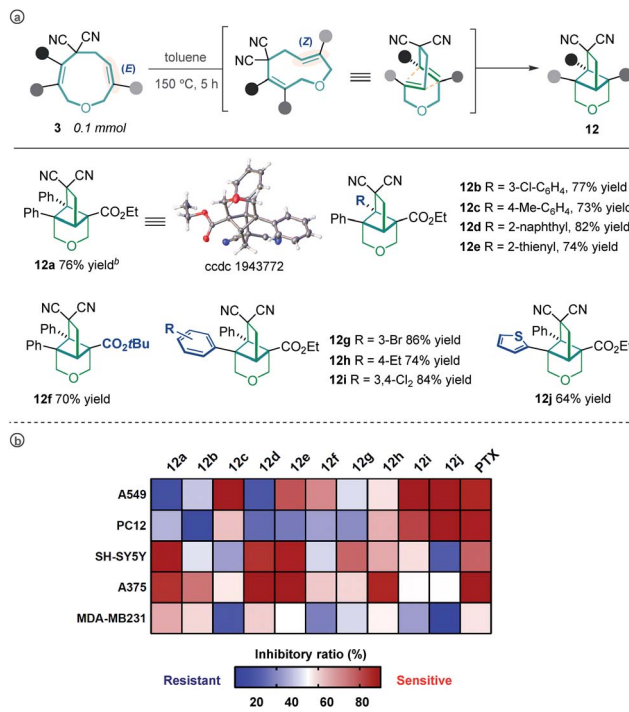 a
NC CN
(E)
O
3 0.1 mmol
toluene
150 °C, 5 h
CN
NC
(Z)
O
≡
NC CN
O
NC CN
O
12
NC CN
Ph
Ph
CO₂Et
O
12a 76% yieldᵇ
≡
ccdc 1943772
NC CN
R
Ph
CO₂Et
O
12b R = 3-Cl-C₆H₄, 77% yield
12c R = 4-Me-C₆H₄, 73% yield
12d R = 2-naphthyl, 82% yield
12e R = 2-thienyl, 74% yield
NC CN
Ph
Ph
CO₂tBu
O
12f 70% yield
NC CN
R
Ph
CO₂Et
O
12g R = 3-Br 86% yield
12h R = 4-Et 74% yield
12i R = 3,4-Cl₂ 84% yield
NC CN
S
Ph
CO₂Et
O
12j 64% yield
b
12a 12b 12c 12d 12e 12f 12g 12h 12i 12j PTX
A549
PC12
SH-SY5Y
A375
MDA-MB231
Inhibitory ratio (%)
Resistant Sensitive
20 40 60 80